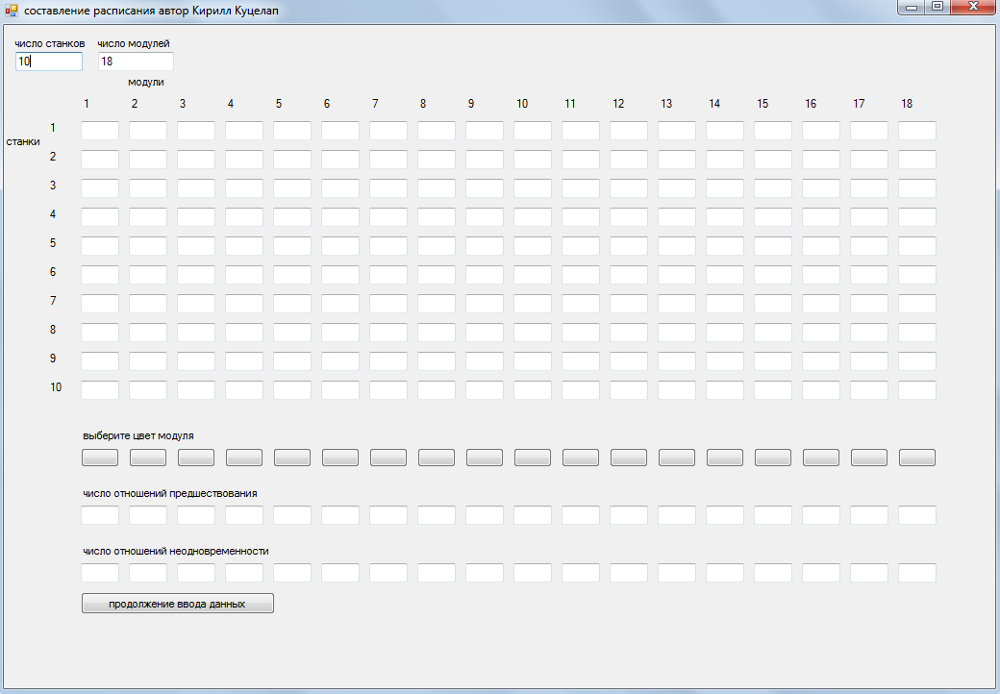 составление расписания автор Кирилл Куцелап
число станков число модулей
10 18
модули
1 2 3 4 5 6 7 8 9 10 11 12 13 14 15 16 17 18
1
станки
2
3
4
5
6
7
8
9
10
выберите цвет модуля
число отношений предшествования
число отношений неодновременности
продолжение ввода данных